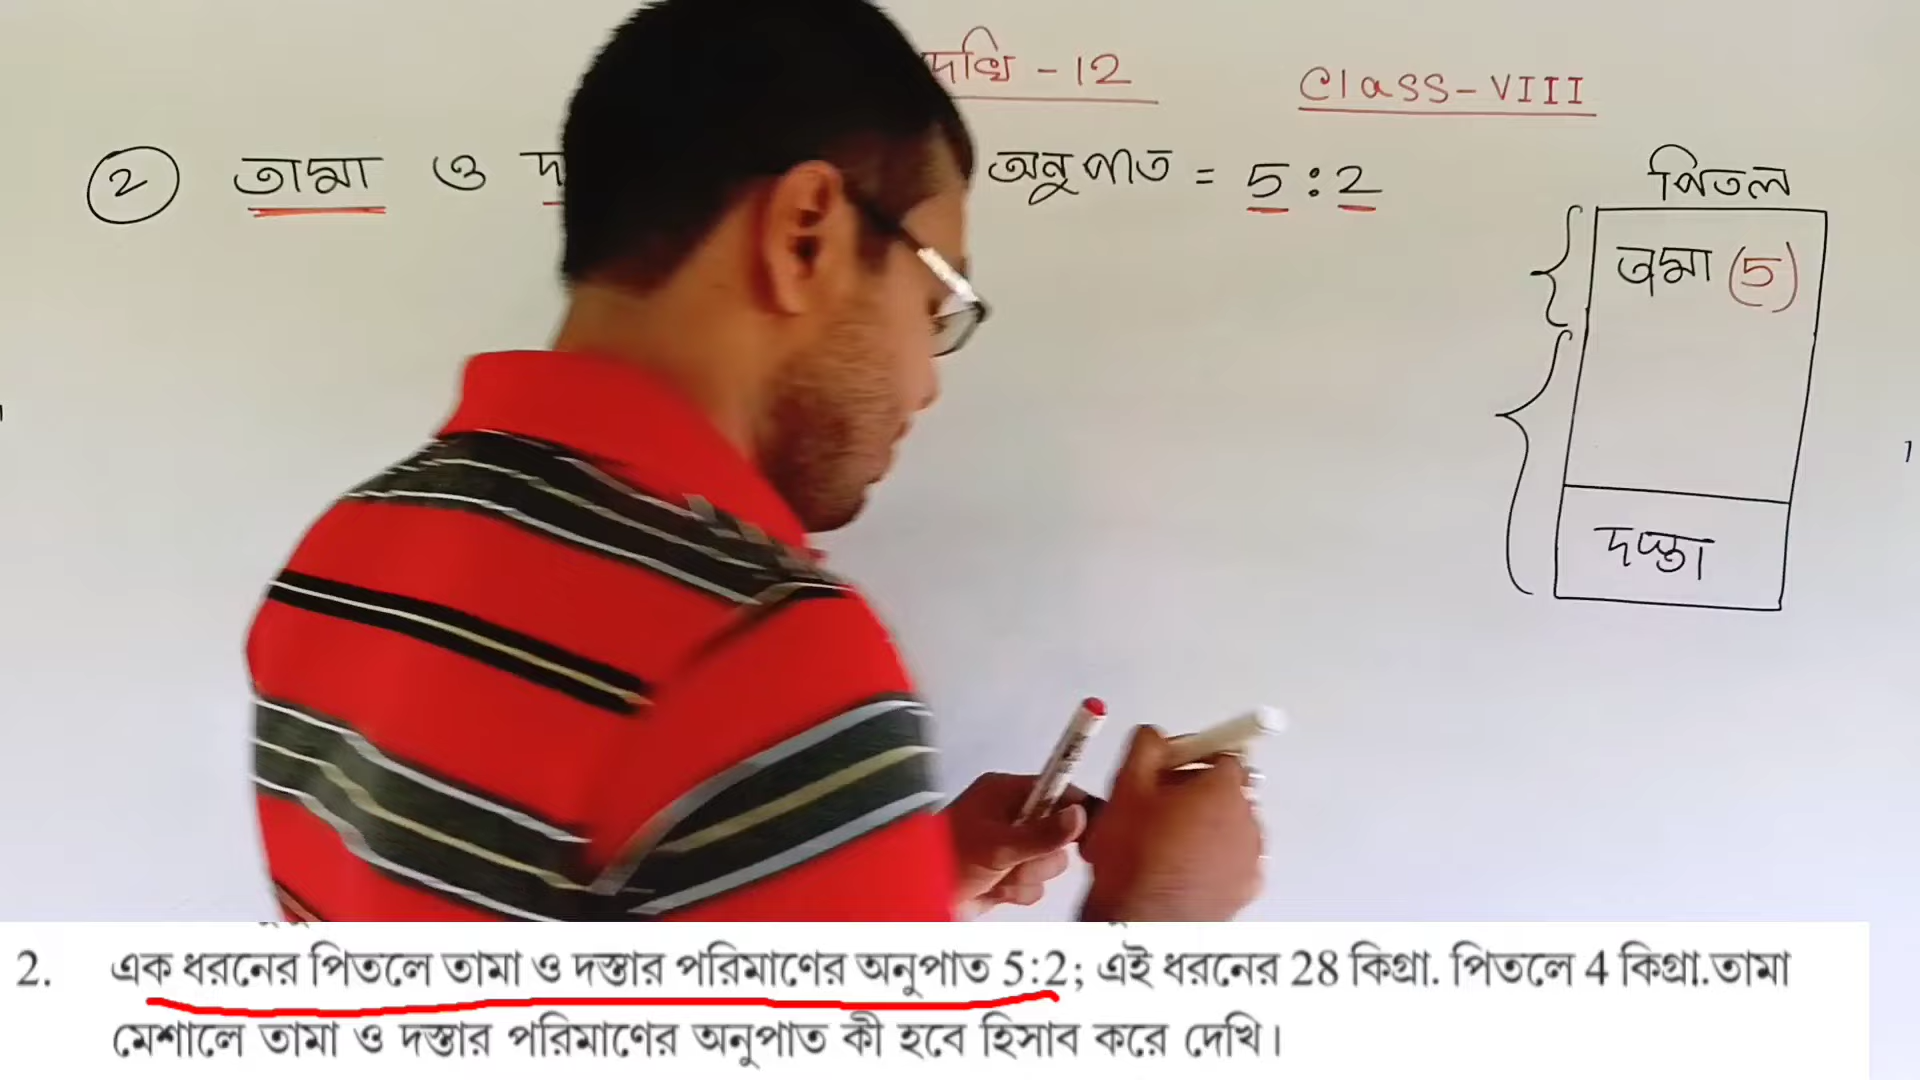 দেখি - 12
Class - VIII
2 তামা ও দ
অনুপাত = 5 : 2
পিতল
তামা (5)
দস্তা
2. এক ধরনের পিতলে তামা ও দস্তার পরিমাণের অনুপাত 5:2; এই ধরনের 28 কিগ্রা. পিতলে 4 কিগ্রা.তামা
মেশালে তামা ও দস্তার পরিমাণের অনুপাত কী হবে হিসাব করে দেখি।